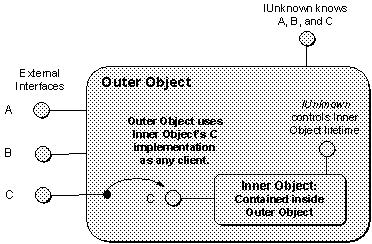 IUnknown knows
A, B, and C
External
Interfaces
Outer Object
A
IUnknown
controls Inner
Object lifetime
Outer Object uses
Inner Object's C
implementation
as any client.
B
C
C
Inner Object:
Contained inside
Outer Object